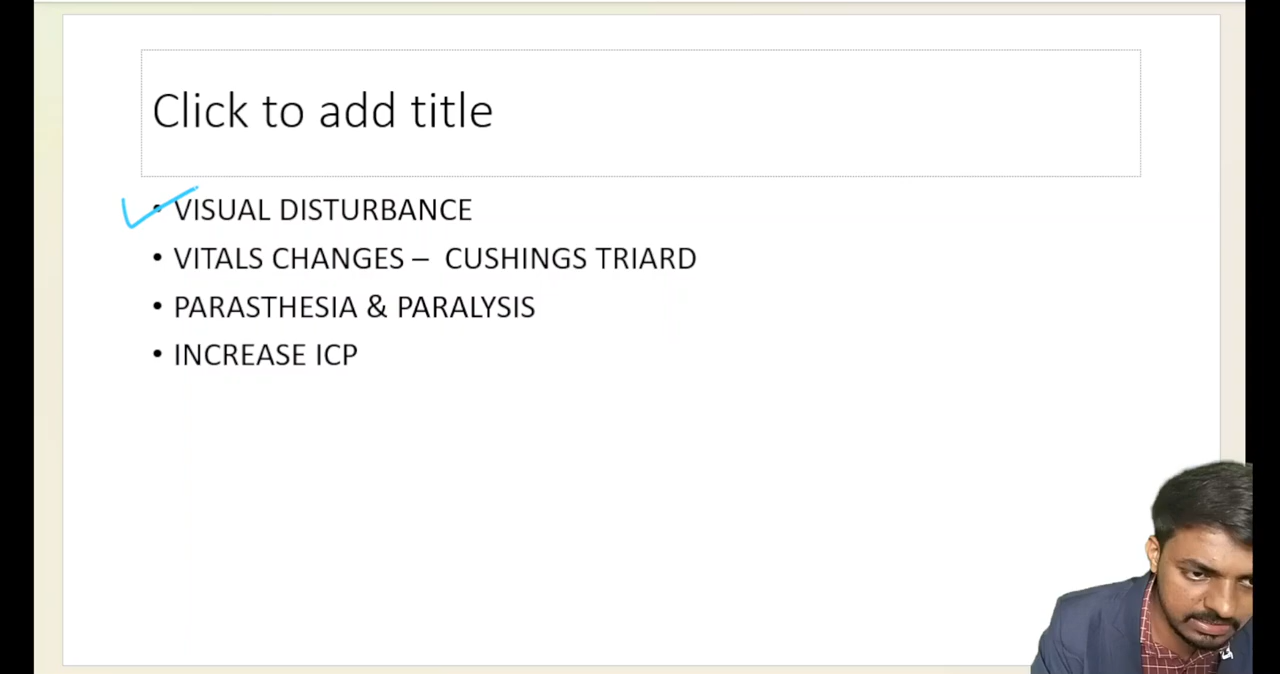 Click to add title
• VISUAL DISTURBANCE
• VITALS CHANGES – CUSHINGS TRIARD
• PARASTHESIA & PARALYSIS
• INCREASE ICP